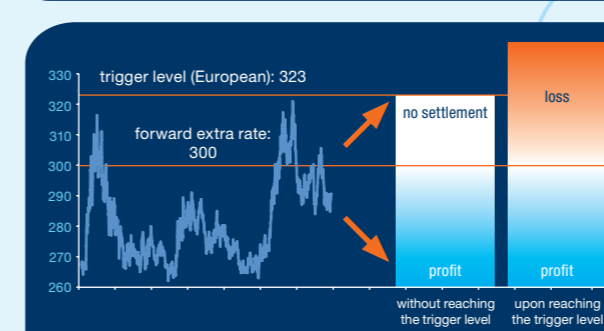 330
trigger level (European): 323
320
310
forward extra rate:
300
300
290
280
270
260
no settlement
profit
loss
profit
without reaching
the trigger level
upon reaching
the trigger level